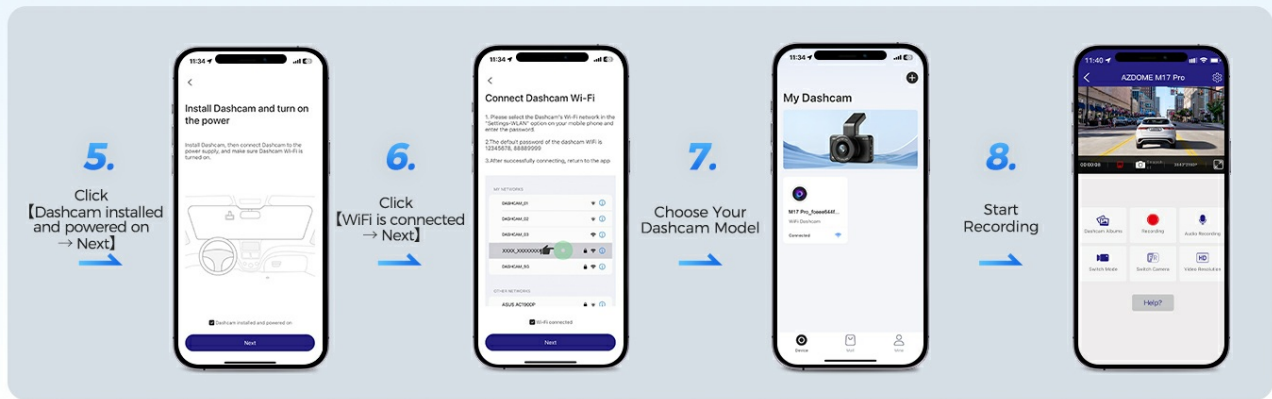 5.
Click
【Dashcam installed
and powered on
→ Next】
11:34
Install Dashcam and turn on
the power
Install Dashcam, then connect Dashcam to the
power supply, and make sure Dashcam Wi-Fi is
turned on.
Dashcam installed and powered on
Next
6.
Click
【WiFi is connected
→ Next】
11:34
Connect Dashcam Wi-Fi
1. Please select the Dashcam's Wi-Fi network in the
"Settings-WLAN" option on your mobile phone and
enter the password.
2.The default password of the dashcam WiFi is
12345678, 88889999
3.After successfully connecting, return to the app
MY NETWORKS
DASHCAM_01
DASHCAM_02
DASHCAM_03
DASHCAM_05
OTHER NETWORKS
ASUS AC1900P
Wi-Fi connected
Next
7.
Choose Your
Dashcam Model
11:34
My Dashcam
WiFi Dashcam
Connected
Device
Mall
Mine
8.
Start
Recording
11:40
AZDOME M17 Pro
00:00:06
Dashcam Albums
Recording
Audio Recording
Switch Mode
Switch Camera
HD
Video Resolution
Help?